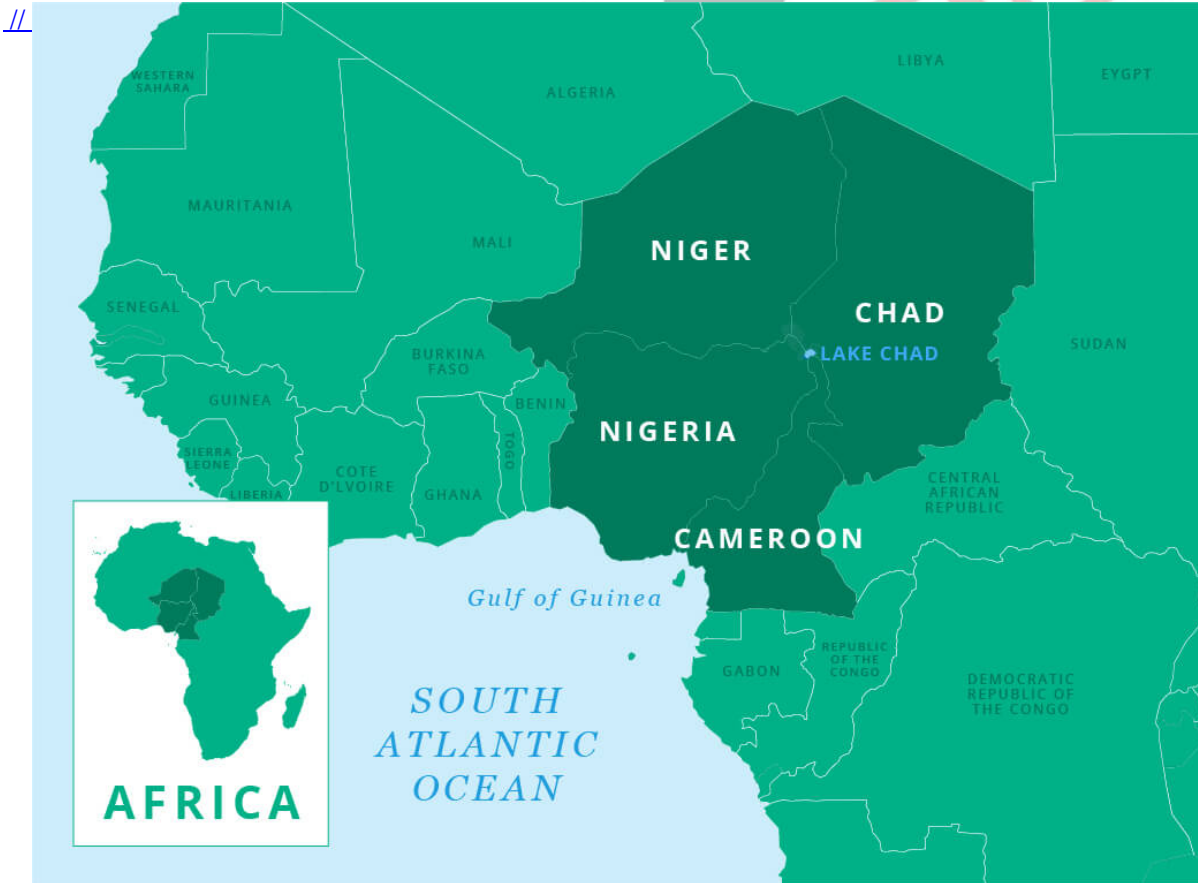 //
LIBYA
EYGPT
WESTERN
SAHARA
ALGERIA
MAURITANIA
MALI
NIGER
CHAD
SENEGAL
LAKE CHAD
SUDAN
BURKINA
FASO
GUINEA
BENIN
NIGERIA
TOGO
SIERRA
LEONE
COTE
D'LVOIRE
GHANA
LIBERIA
CENTRAL
AFRICAN
REPUBLIC
CAMEROON
Gulf of Guinea
GABON
REPUBLIC
OF THE
CONGO
DEMOCRATIC
REPUBLIC OF
THE CONGO
SOUTH
ATLANTIC
OCEAN
AFRICA